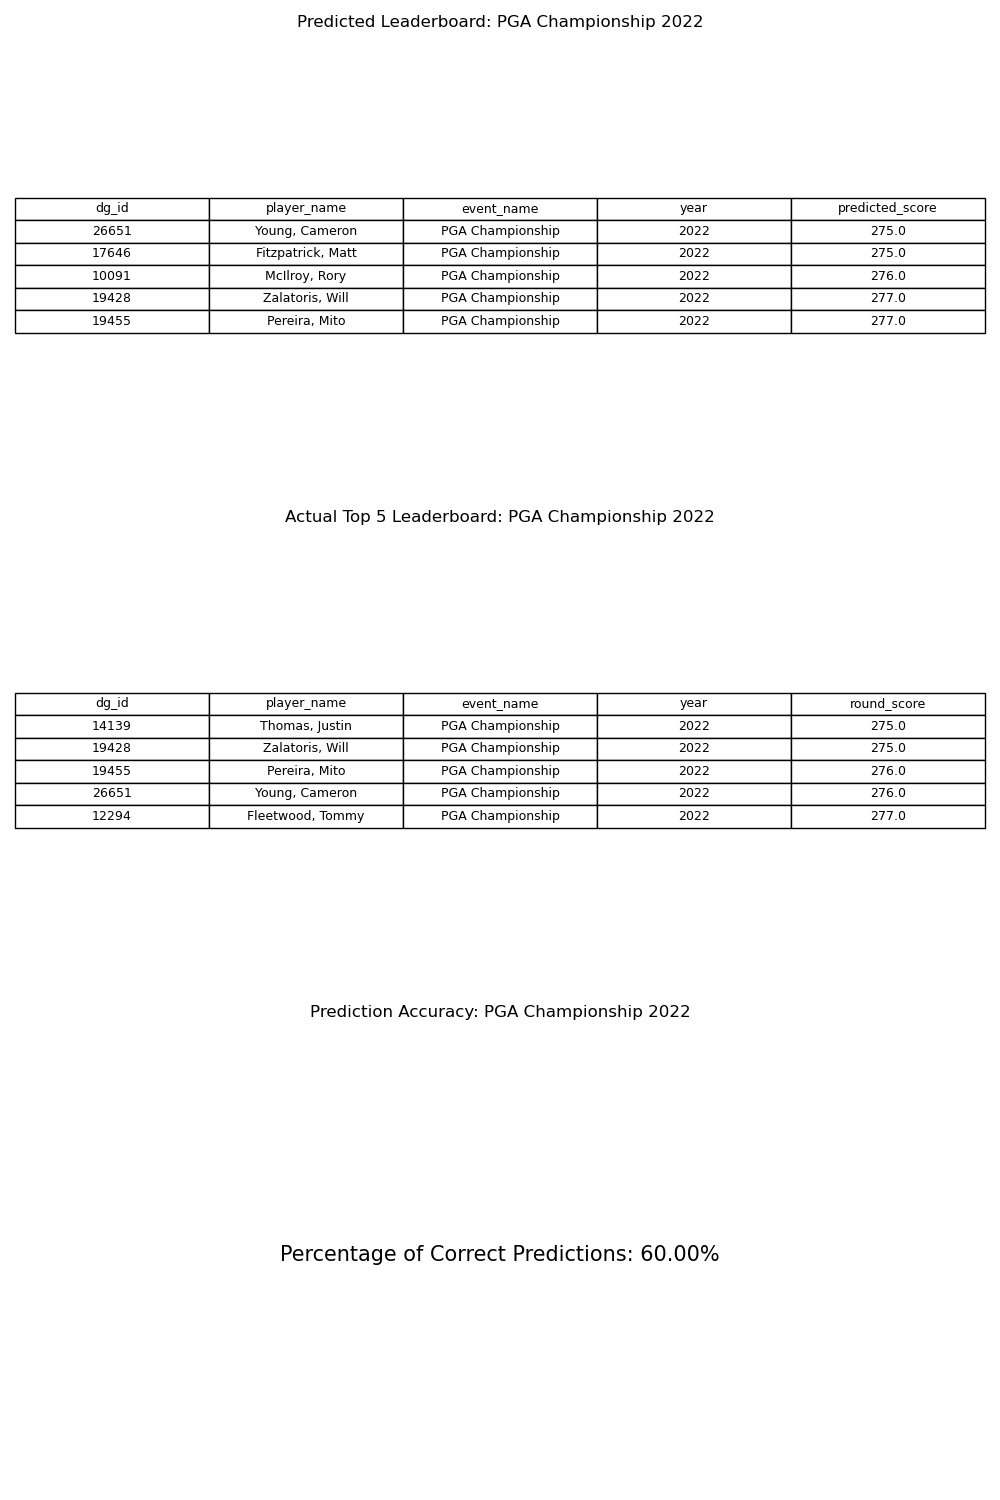 Predicted Leaderboard: PGA Championship 2022
dg_id player_name event_name year predicted_score
26651 Young, Cameron PGA Championship 2022 275.0
17646 Fitzpatrick, Matt PGA Championship 2022 275.0
10091 McIlroy, Rory PGA Championship 2022 276.0
19428 Zalatoris, Will PGA Championship 2022 277.0
19455 Pereira, Mito PGA Championship 2022 277.0
Actual Top 5 Leaderboard: PGA Championship 2022
dg_id player_name event_name year round_score
14139 Thomas, Justin PGA Championship 2022 275.0
19428 Zalatoris, Will PGA Championship 2022 275.0
19455 Pereira, Mito PGA Championship 2022 276.0
26651 Young, Cameron PGA Championship 2022 276.0
12294 Fleetwood, Tommy PGA Championship 2022 277.0
Prediction Accuracy: PGA Championship 2022
Percentage of Correct Predictions: 60.00%